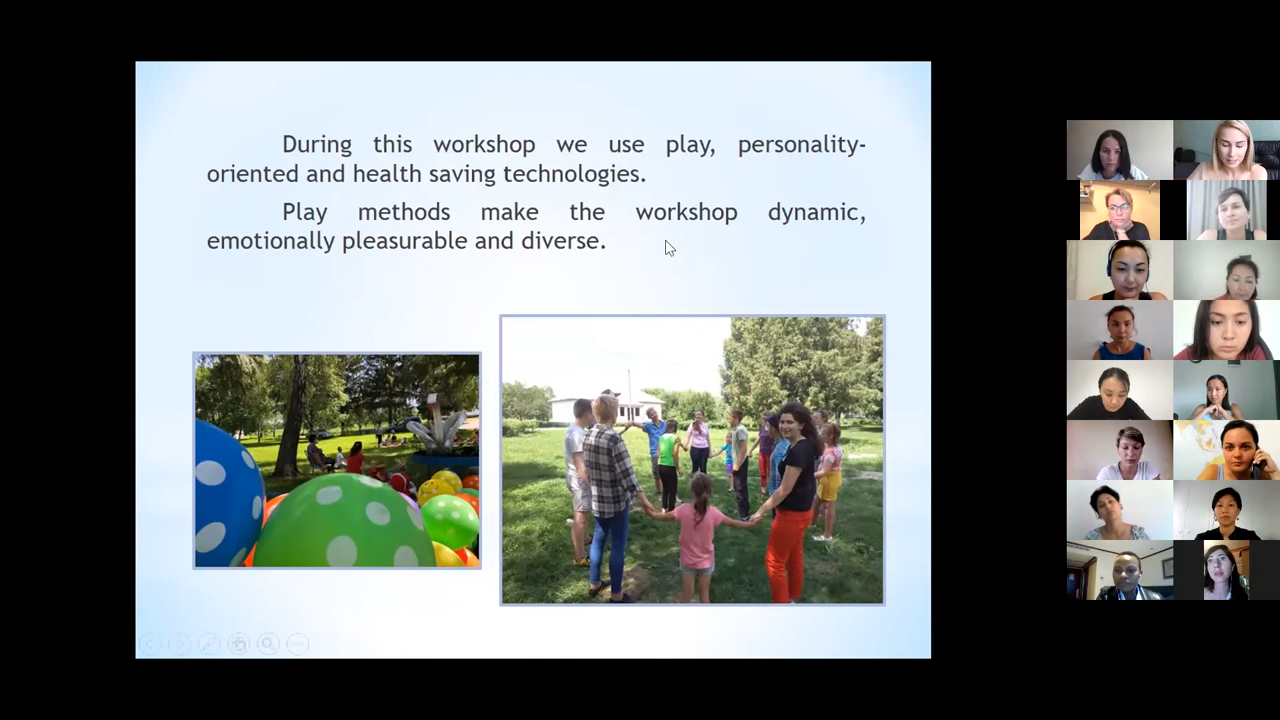 During this workshop we use play, personality-
oriented and health saving technologies.
Play methods make the workshop dynamic,
emotionally pleasurable and diverse.